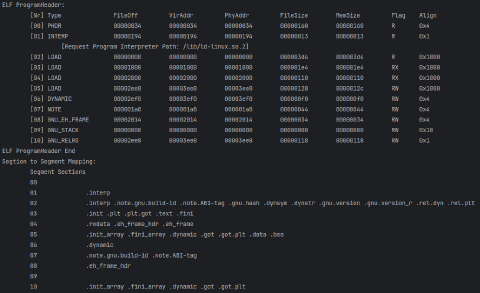 ELF ProgramHeader:
[Nr] Type FileOff VirAddr PhyAddr FileSize MemSize Flag Align
[00] PHDR 00000034 00000034 00000034 00000160 00000160 R 0x4
[01] INTERP 00000194 00000194 00000194 00000013 00000013 R 0x1
[Request Program Interpreter Path: /lib/ld-linux.so.2]
[02] LOAD 00000000 00000000 00000000 000003d4 000003d4 R 0x1000
[03] LOAD 00001000 00001000 00001000 000001e4 000001e4 RX 0x1000
[04] LOAD 00002000 00002000 00002000 00000110 00000110 RX 0x1000
[05] LOAD 00002ee8 00003ee8 00003ee8 00000128 0000012c RW 0x1000
[06] DYNAMIC 00002ef0 00003ef0 00003ef0 000000f0 000000f0 RW 0x4
[07] NOTE 000001a8 000001a8 000001a8 00000044 00000044 RW 0x4
[08] GNU_EH_FRAME 00002014 00002014 00002014 00000034 00000034 RW 0x4
[09] GNU_STACK 00000000 00000000 00000000 00000000 00000000 RW 0x10
[10] GNU_RELRO 00002ee8 00003ee8 00003ee8 00000118 00000118 RW 0x1
ELF ProgramHeader End
Segtion to Segment Mapping:
Segment Sections
00
01 .interp
02 .interp .note.gnu.build-id .note.ABI-tag .gnu.hash .dynsym .dynstr .gnu.version .gnu.version_r .ret.dyn .ret.plt
03 .init .plt .plt.got .text .fini
04 .rodata .eh_frame_hdr .eh_frame
05 .init_array .fini_array .dynamic .got .got.plt .data .bss
06 .dynamic
07 .note.gnu.build-id .note.ABI-tag
08 .eh_frame_hdr
09
10 .init_array .fini_array .dynamic .got .got.plt